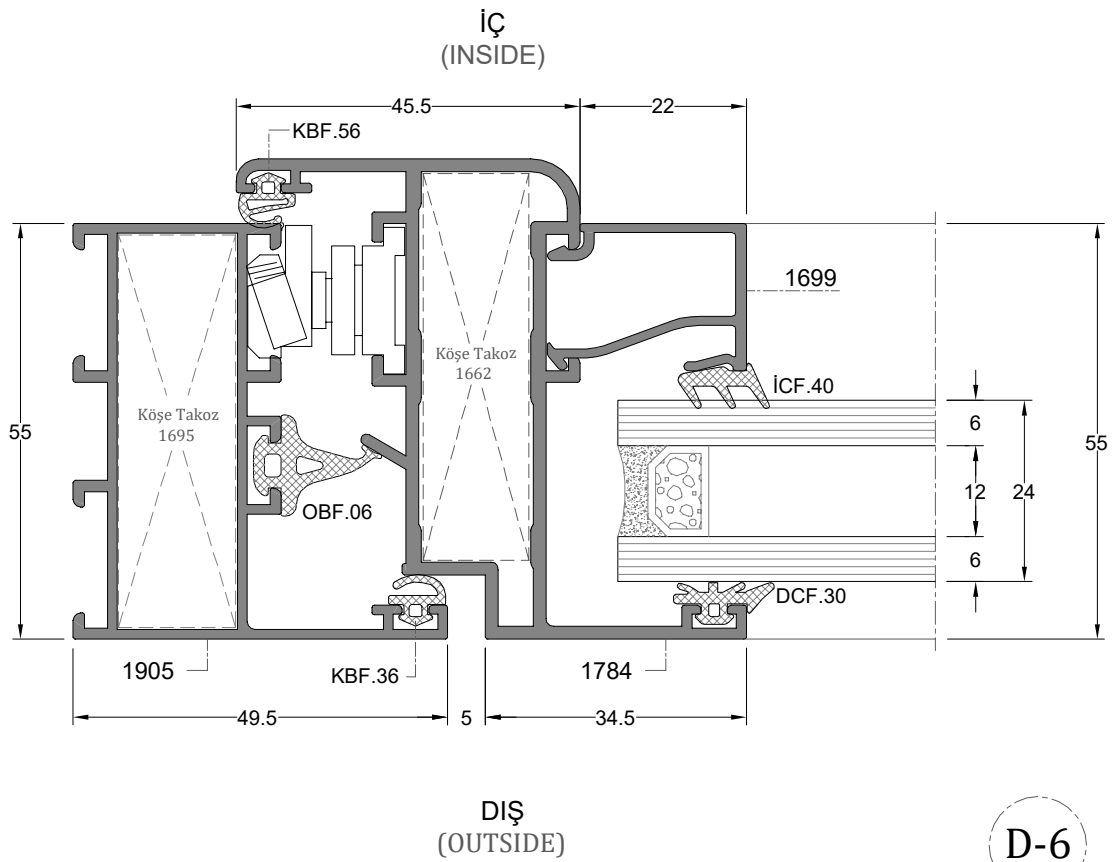 İÇ
(INSIDE)
45.5
22
KBF.56
1699
Köşe Takoz
1662
İCF.40
Köşe Takoz
1695
55
6
55
12
24
OBF.06
6
DCF.30
1905
KBF.36
1784
49.5
5
34.5
DIŞ
(OUTSIDE)
D-6